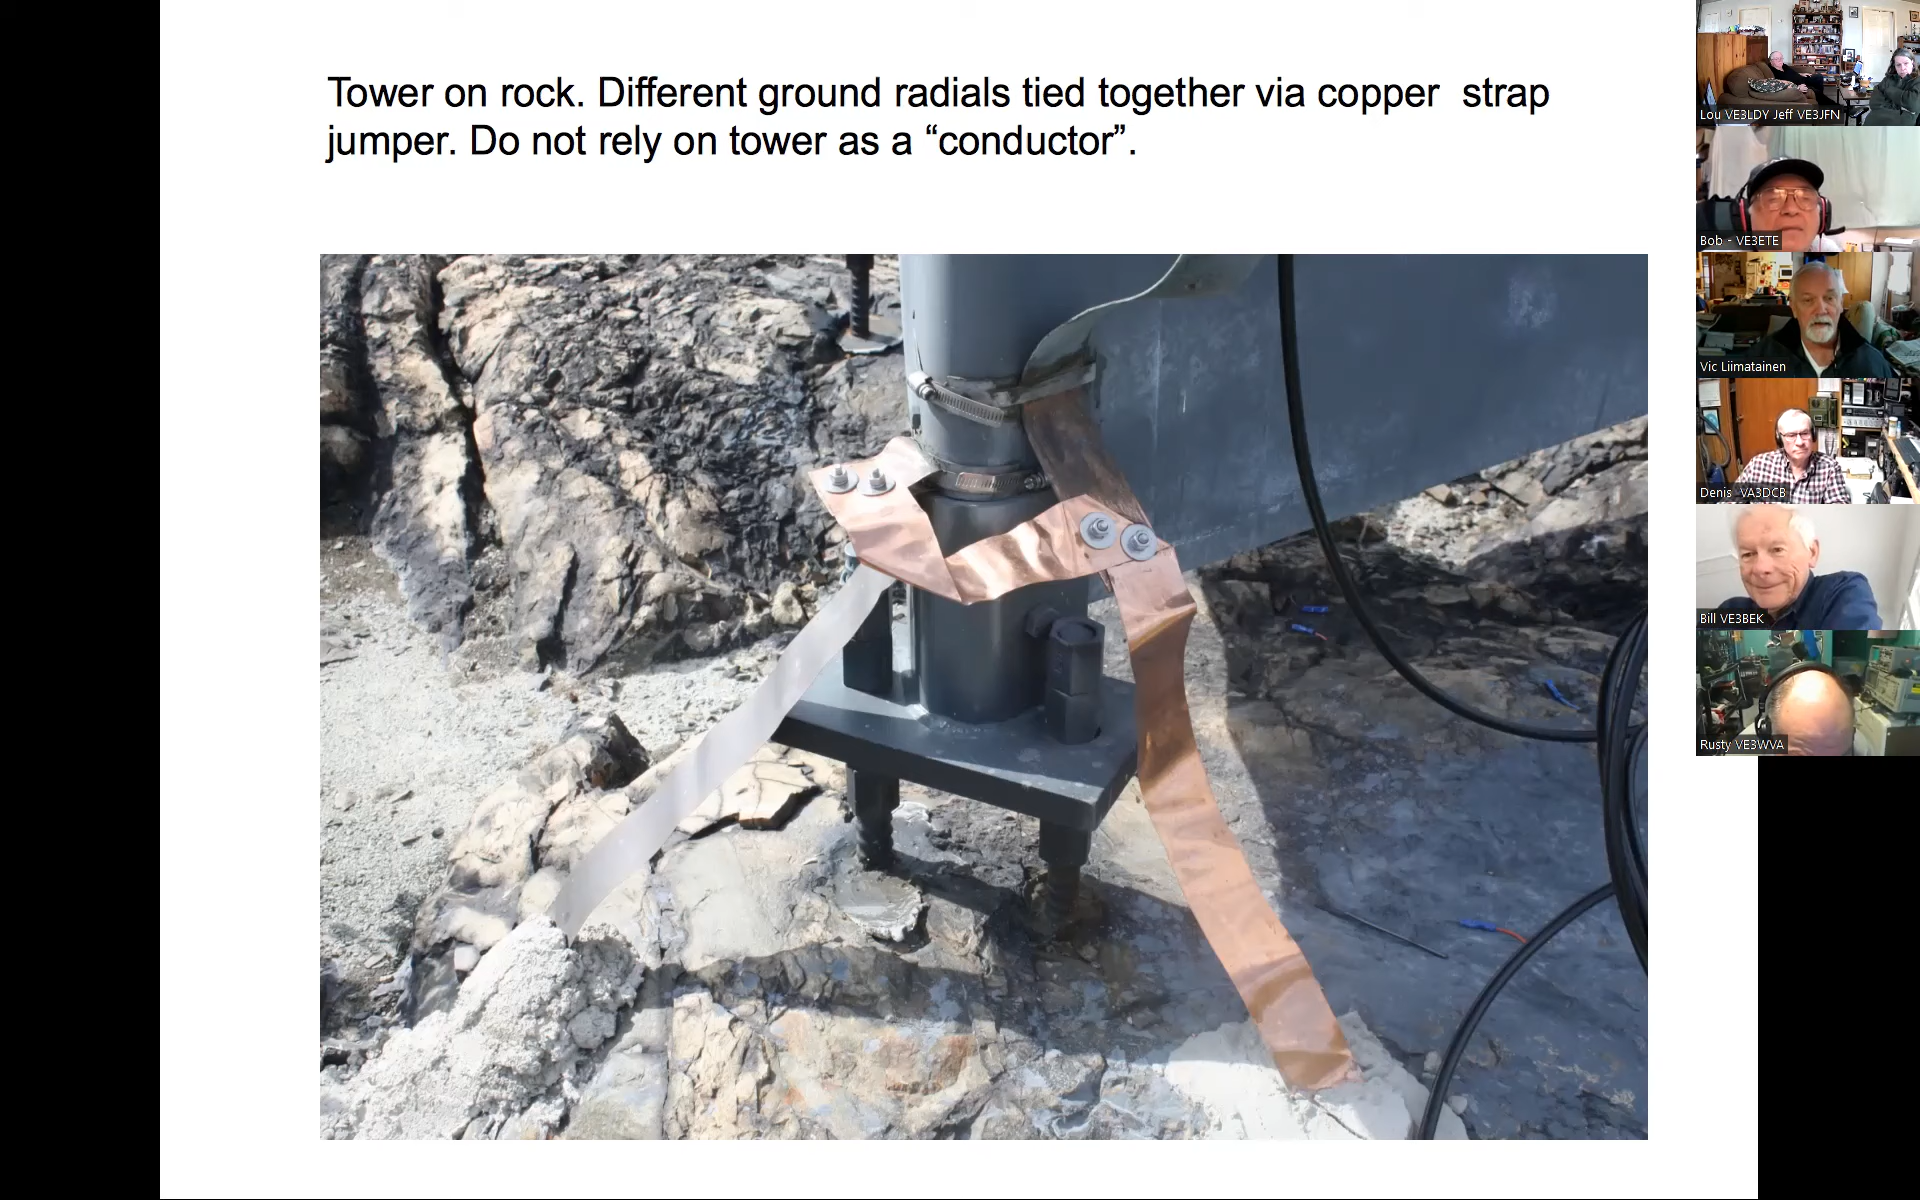 Tower on rock. Different ground radials tied together via copper  strap
jumper. Do not rely on tower as a “conductor”.
Lou VE3LDY Jeff VE3JFN
Bob - VE3ETE
Vic Liimatainen
Denis  VA3DCB
Bill VE3BEK
Rusty VE3WVA